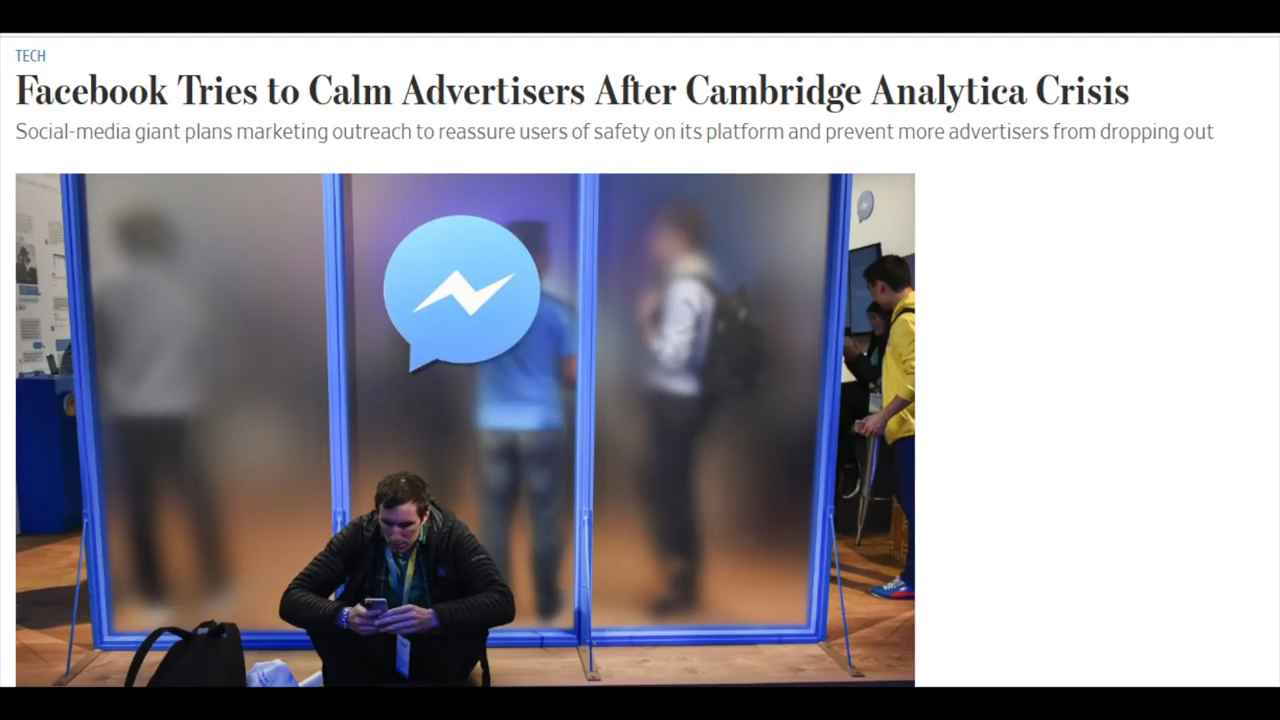 TECH
Facebook Tries to Calm Advertisers After Cambridge Analytica Crisis
Social-media giant plans marketing outreach to reassure users of safety on its platform and prevent more advertisers from dropping out